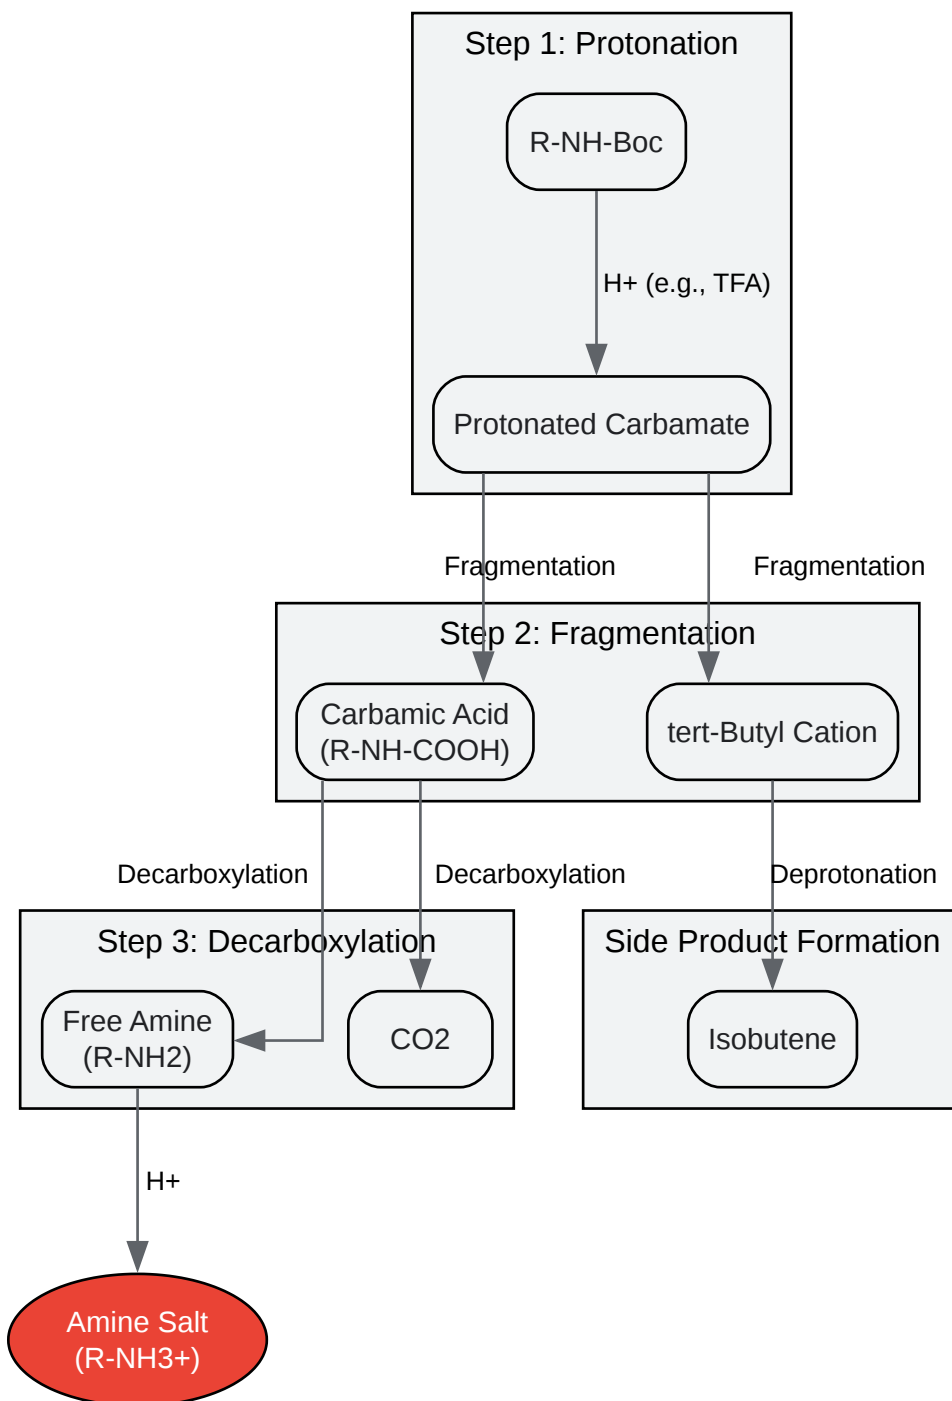 Step 1: Protonation
R-NH-Boc
H+ (e.g., TFA)
Protonated Carbamate
Fragmentation
Fragmentation
Step 2: Fragmentation
Carbamic Acid
(R-NH-COOH)
tert-Butyl Cation
Decarboxylation
Decarboxylation
Deprotonation
Step 3: Decarboxylation
Side Product Formation
Free Amine
(R-NH2)
CO2
Isobutene
H+
Amine Salt
(R-NH3+)